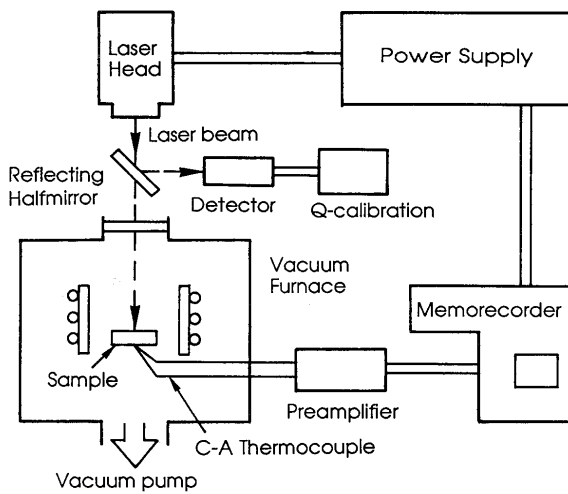 Laser
Head
Power Supply
Laser beam
Reflecting
Halfmirror
Detector
Q-calibration
Vacuum
Furnace
Memorecorder
Sample
Preamplifier
C-A Thermocouple
Vacuum pump